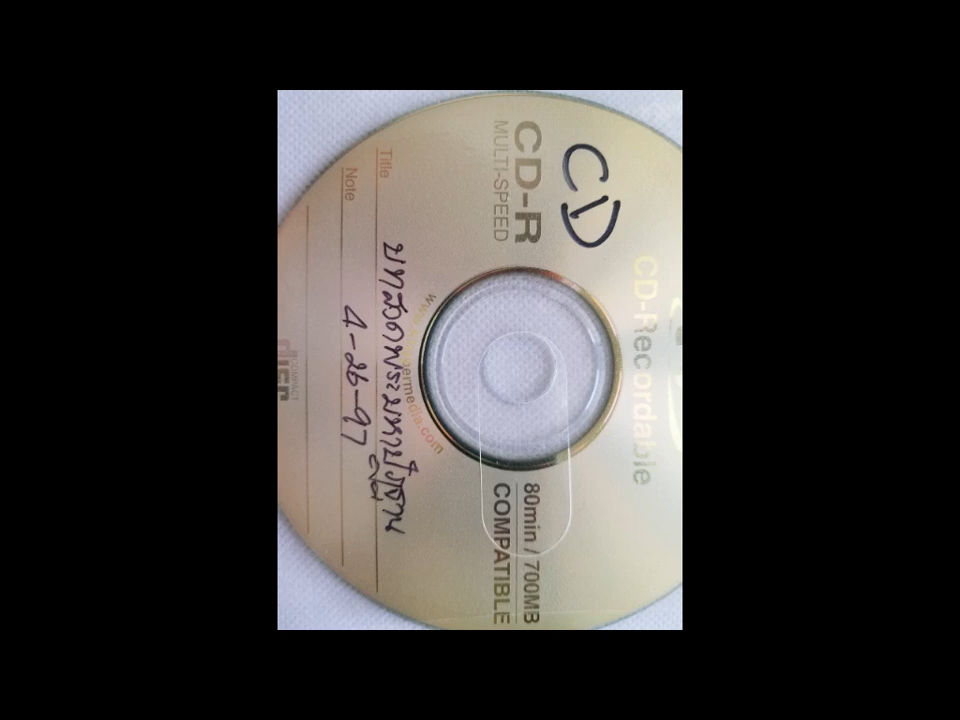 CD
CD-Recordable
CD-R
MULTI-SPEED
80min / 700MB
COMPATIBLE
Title
บทสวดพระมหาปัฏฐาน
Note
4-26-97
COMPACT